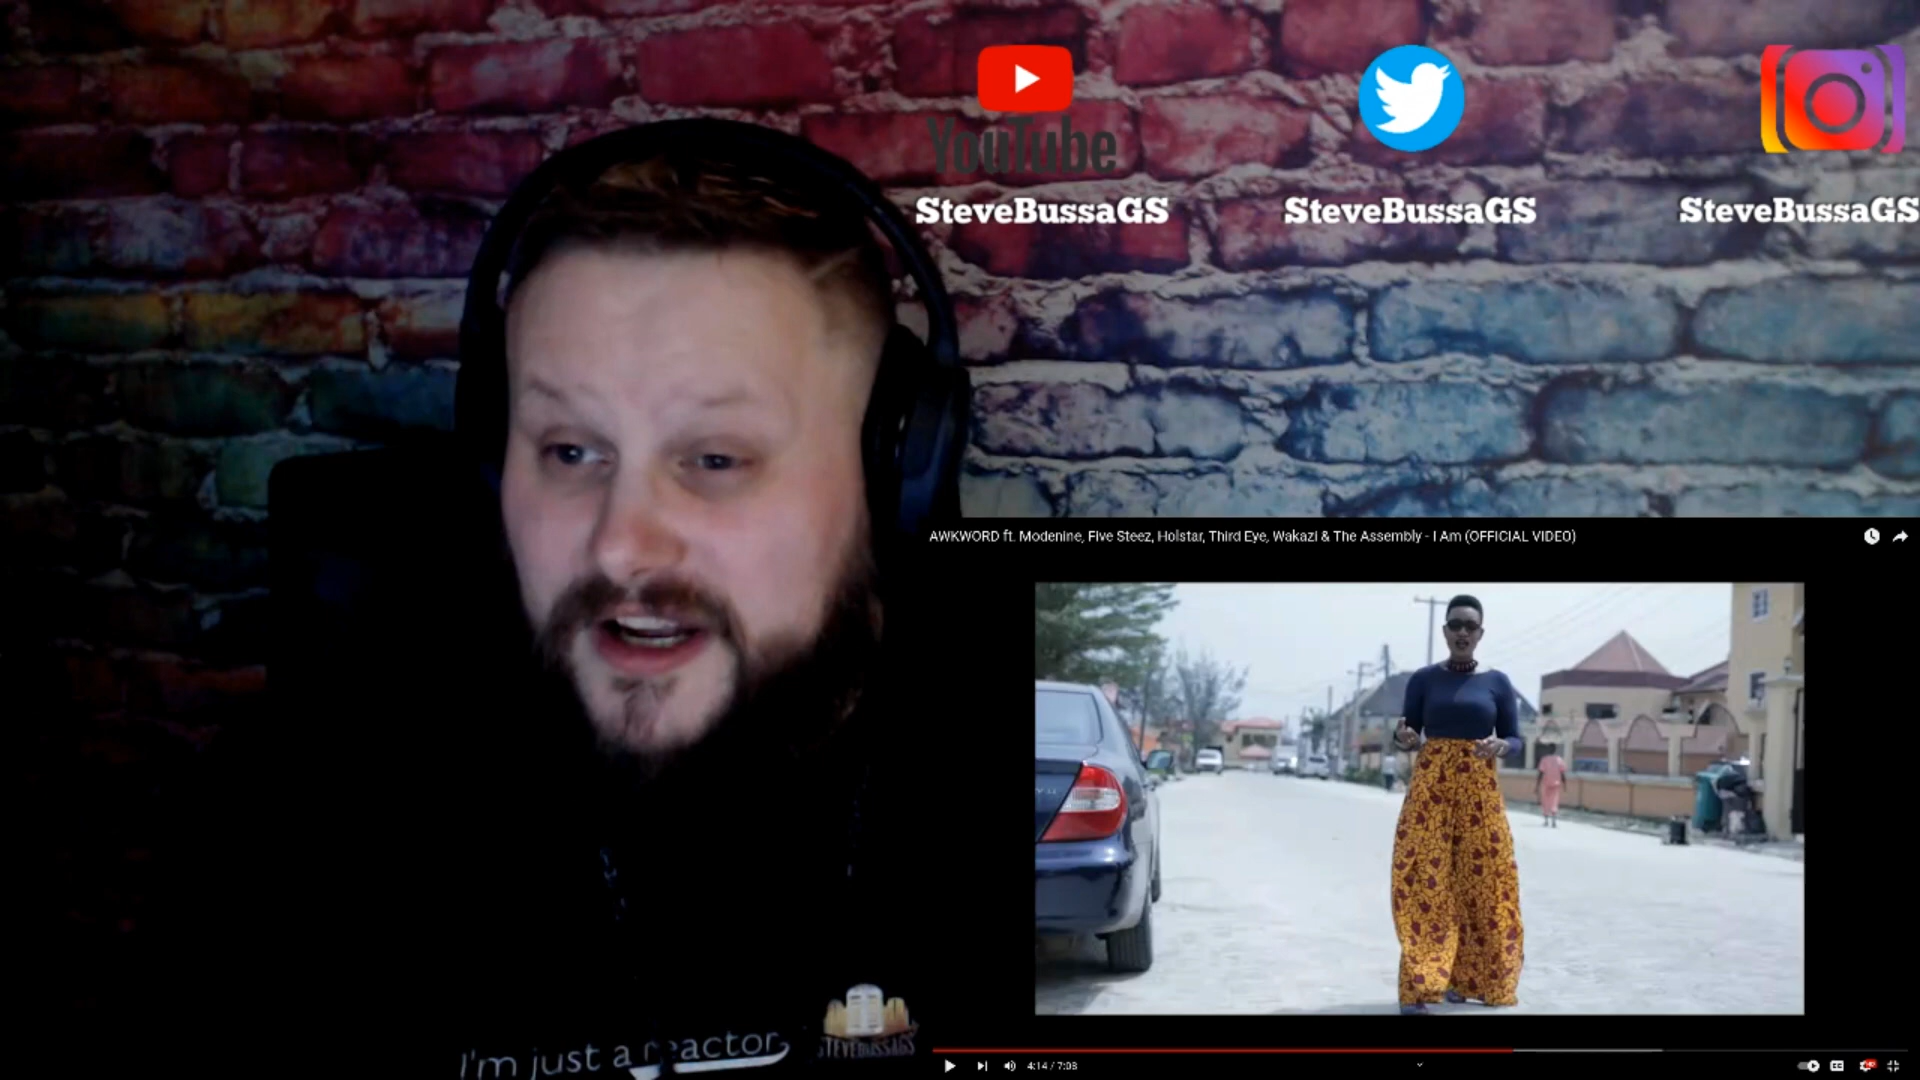 YouTube
SteveBussaGS
SteveBussaGS
SteveBussaGS
AWKWORD ft. Modenine, Five Steez, Holstar, Third Eye, Wakazi & The Assembly - I Am (OFFICIAL VIDEO)
I'm just a reactor
STEVEBUSSAGS
4:14 / 7:08